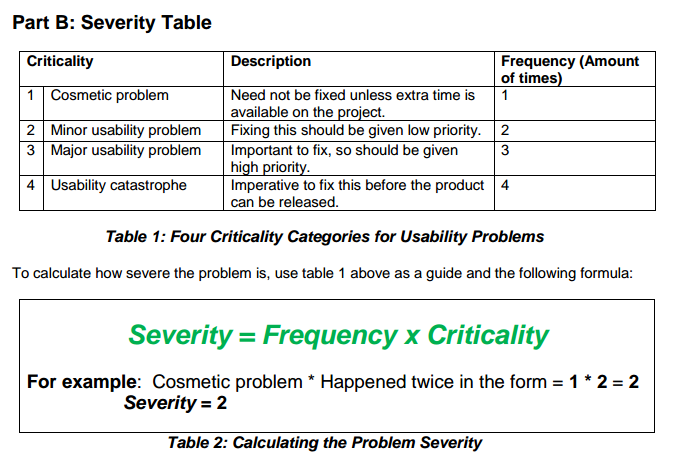 Part B: Severity Table
Criticality Description Frequency (Amount of times)
1 Cosmetic problem Need not be fixed unless extra time is available on the project. 1
2 Minor usability problem Fixing this should be given low priority. 2
3 Major usability problem Important to fix, so should be given high priority. 3
4 Usability catastrophe Imperative to fix this before the product can be released. 4
Table 1: Four Criticality Categories for Usability Problems
To calculate how severe the problem is, use table 1 above as a guide and the following formula:
Severity = Frequency x Criticality
For example: Cosmetic problem * Happened twice in the form = 1 * 2 = 2
Severity = 2
Table 2: Calculating the Problem Severity